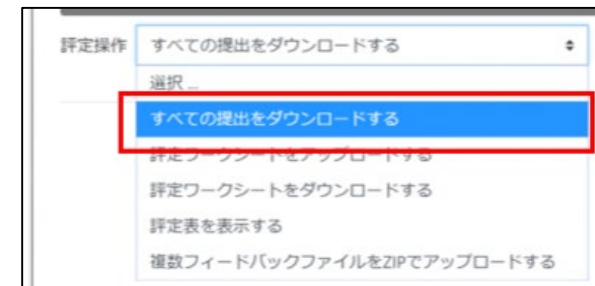 評定操作 すべての提出をダウンロードする
選択 ...
すべての提出をダウンロードする
評定ワークシートをアップロードする
評定ワークシートをダウンロードする
評定表を表示する
複数フィードバックファイルをZIPでアップロードする